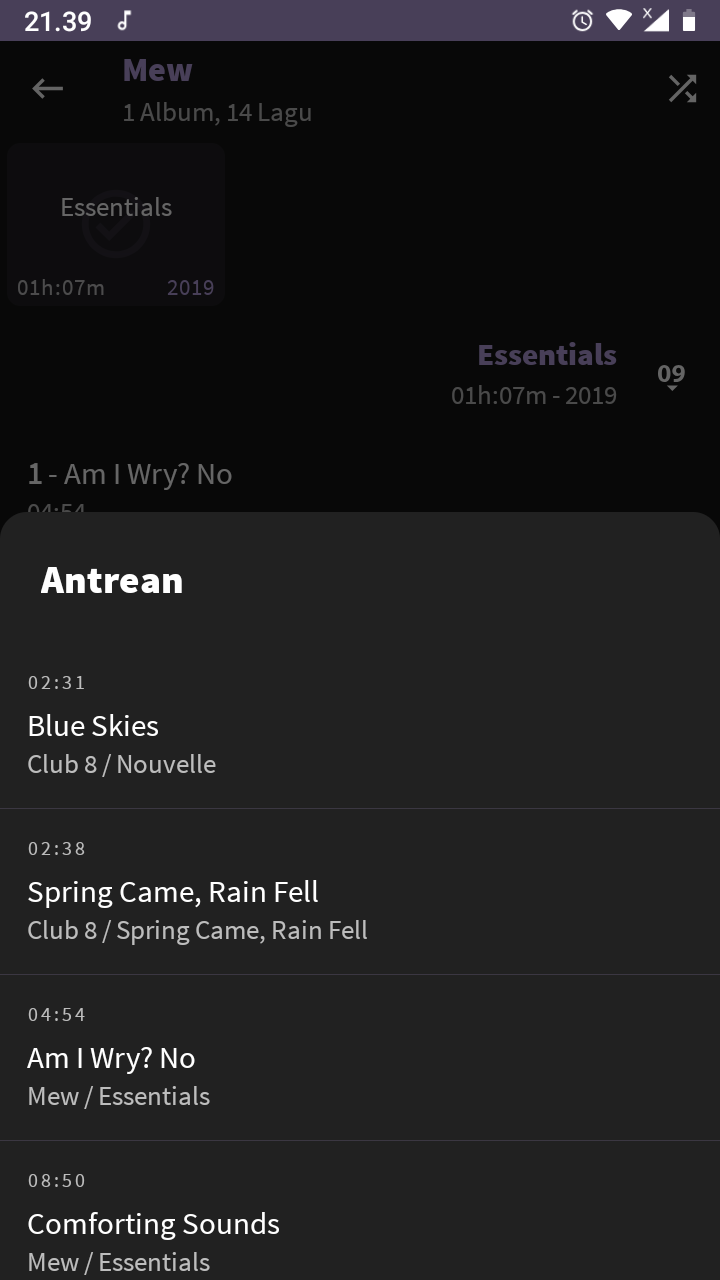 21.39
Mew
1 Album, 14 Lagu
Essentials
01h:07m 2019
Essentials
09
01h:07m - 2019
1 - Am I Wry? No
04:54
Antrean
02:31
Blue Skies
Club 8 / Nouvelle
02:38
Spring Came, Rain Fell
Club 8 / Spring Came, Rain Fell
04:54
Am I Wry? No
Mew / Essentials
08:50
Comforting Sounds
Mew / Essentials